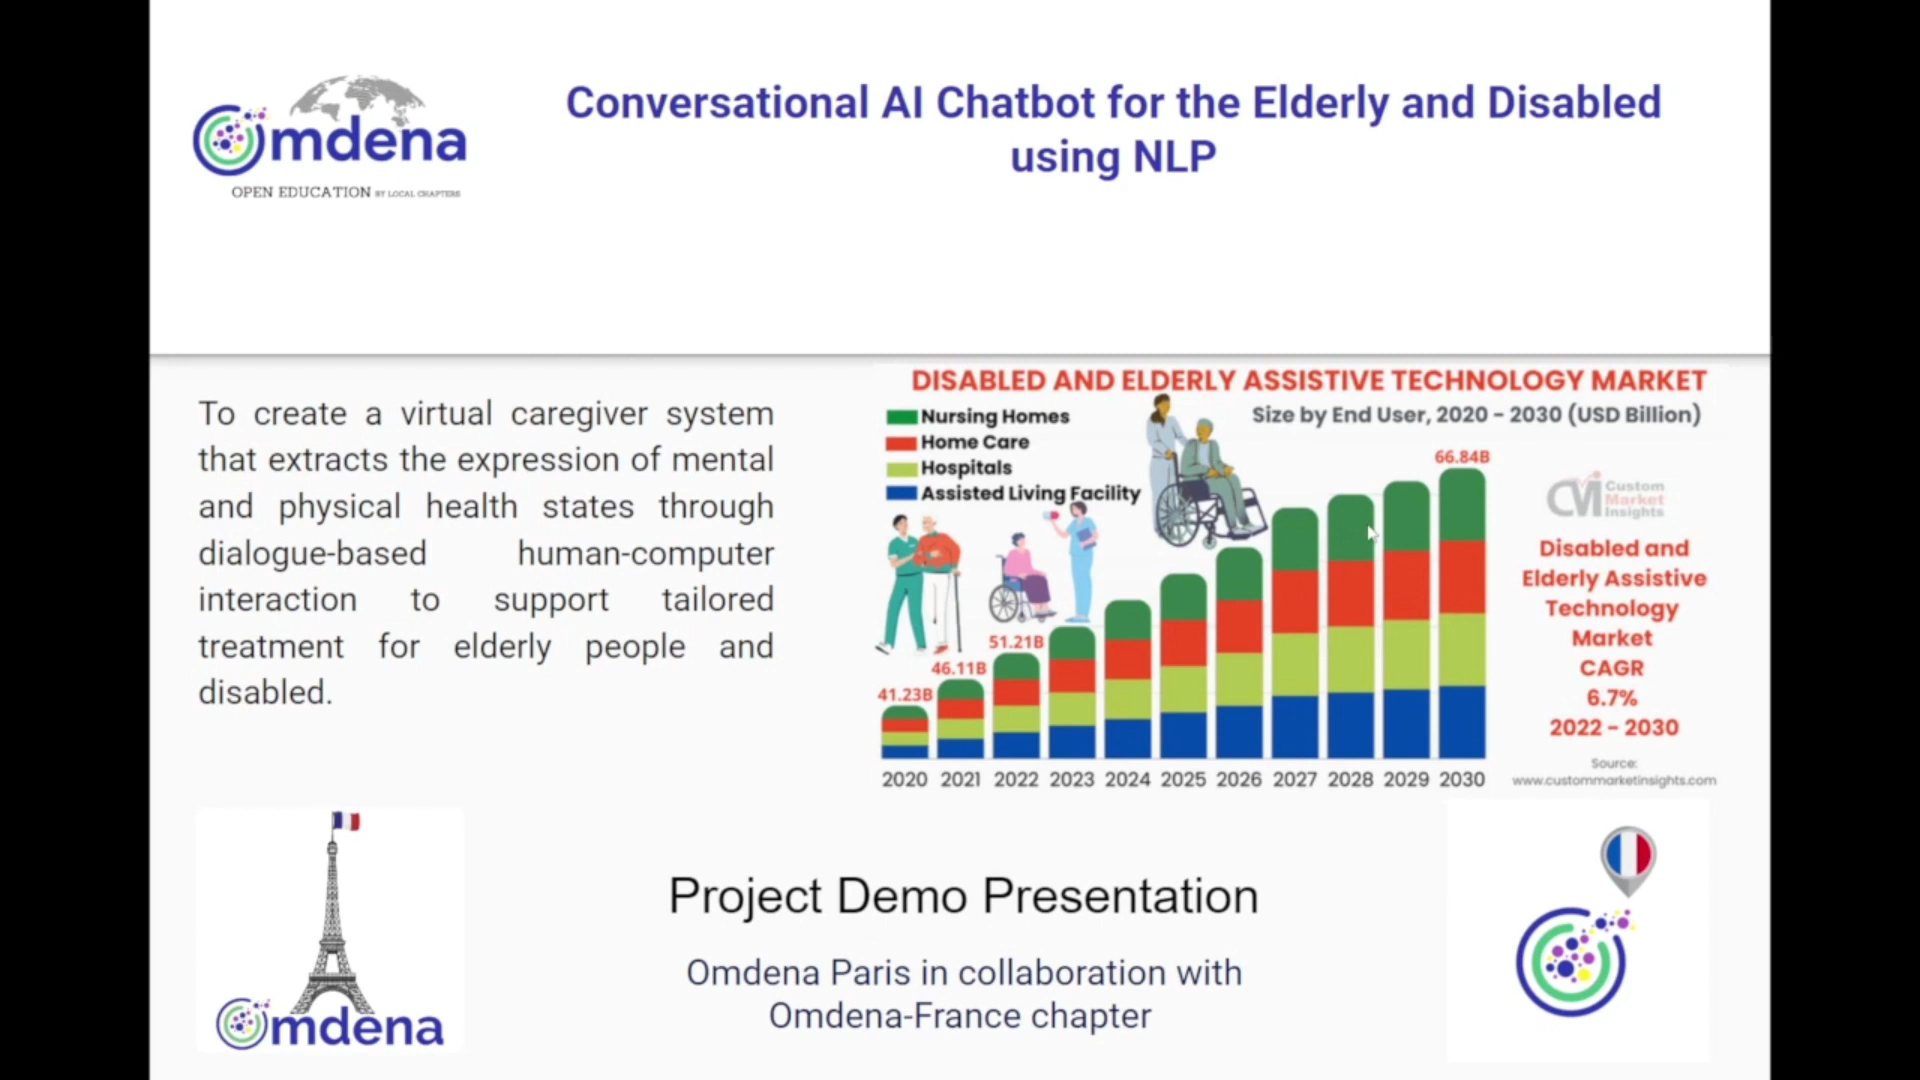 Omdena
OPEN EDUCATION BY LOCAL CHAPTERS
Conversational AI Chatbot for the Elderly and Disabled
using NLP
To create a virtual caregiver system
that extracts the expression of mental
and physical health states through
dialogue-based human-computer
interaction to support tailored
treatment for elderly people and
disabled.
DISABLED AND ELDERLY ASSISTIVE TECHNOLOGY MARKET
Size by End User, 2020 - 2030 (USD Billion)
Nursing Homes
Home Care
Hospitals
Assisted Living Facility
41.23B
46.11B
51.21B
66.84B
2020 2021 2022 2023 2024 2025 2026 2027 2028 2029 2030
CMI Custom
Market
Insights
Disabled and
Elderly Assistive
Technology
Market
CAGR
6.7%
2022 - 2030
Source:
www.custommarketinsights.com
Omdena
Project Demo Presentation
Omdena Paris in collaboration with
Omdena-France chapter